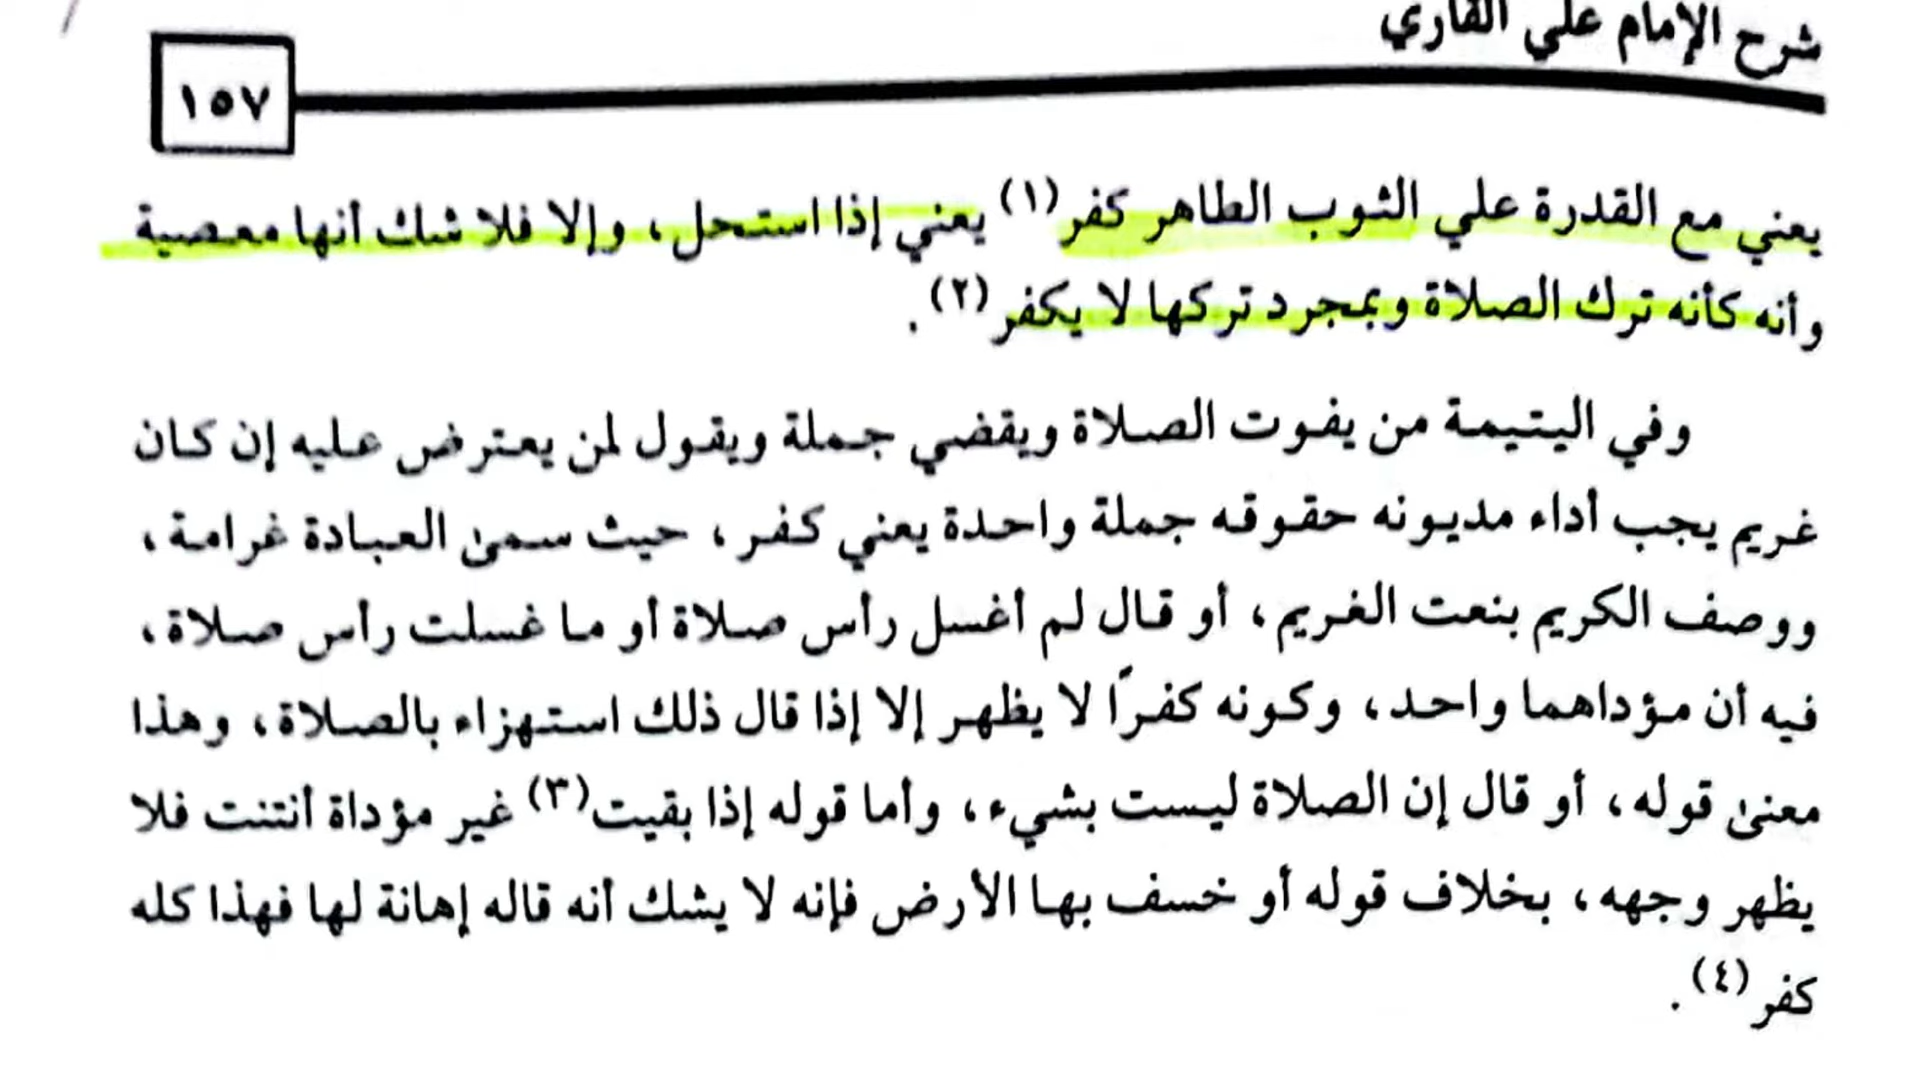 شرح الإمام علي القاري
١٥٧
يعني مع القدرة علي الثوب الطاهر كفر(١) يعني إذا استحل، وإلا فلا شك أنها معصية
وأنه كأنه ترك الصلاة وبمجرد تركها لا يكفر(٢).
وفي اليتيمة من يفوت الصلاة ويقضي جملة ويقول لمن يعترض عليه إن كان
غريم يجب أداء مديونه حقوقه جملة واحدة يعني كفر، حيث سمى العبادة غرامة،
ووصف الكريم بنعت الغريم، أو قال لم أغسل رأس صلاة أو ما غسلت رأس صلاة،
فيه أن مؤداهما واحد، وكونه كفرًا لا يظهر إلا إذا قال ذلك استهزاء بالصلاة، وهذا
معنى قوله، أو قال إن الصلاة ليست بشيء، وأما قوله إذا بقيت(٣) غير مؤداة أنتنت فلا
يظهر وجهه، بخلاف قوله أو خسف بها الأرض فإنه لا يشك أنه قاله إهانة لها فهذا كله
كفر(٤).